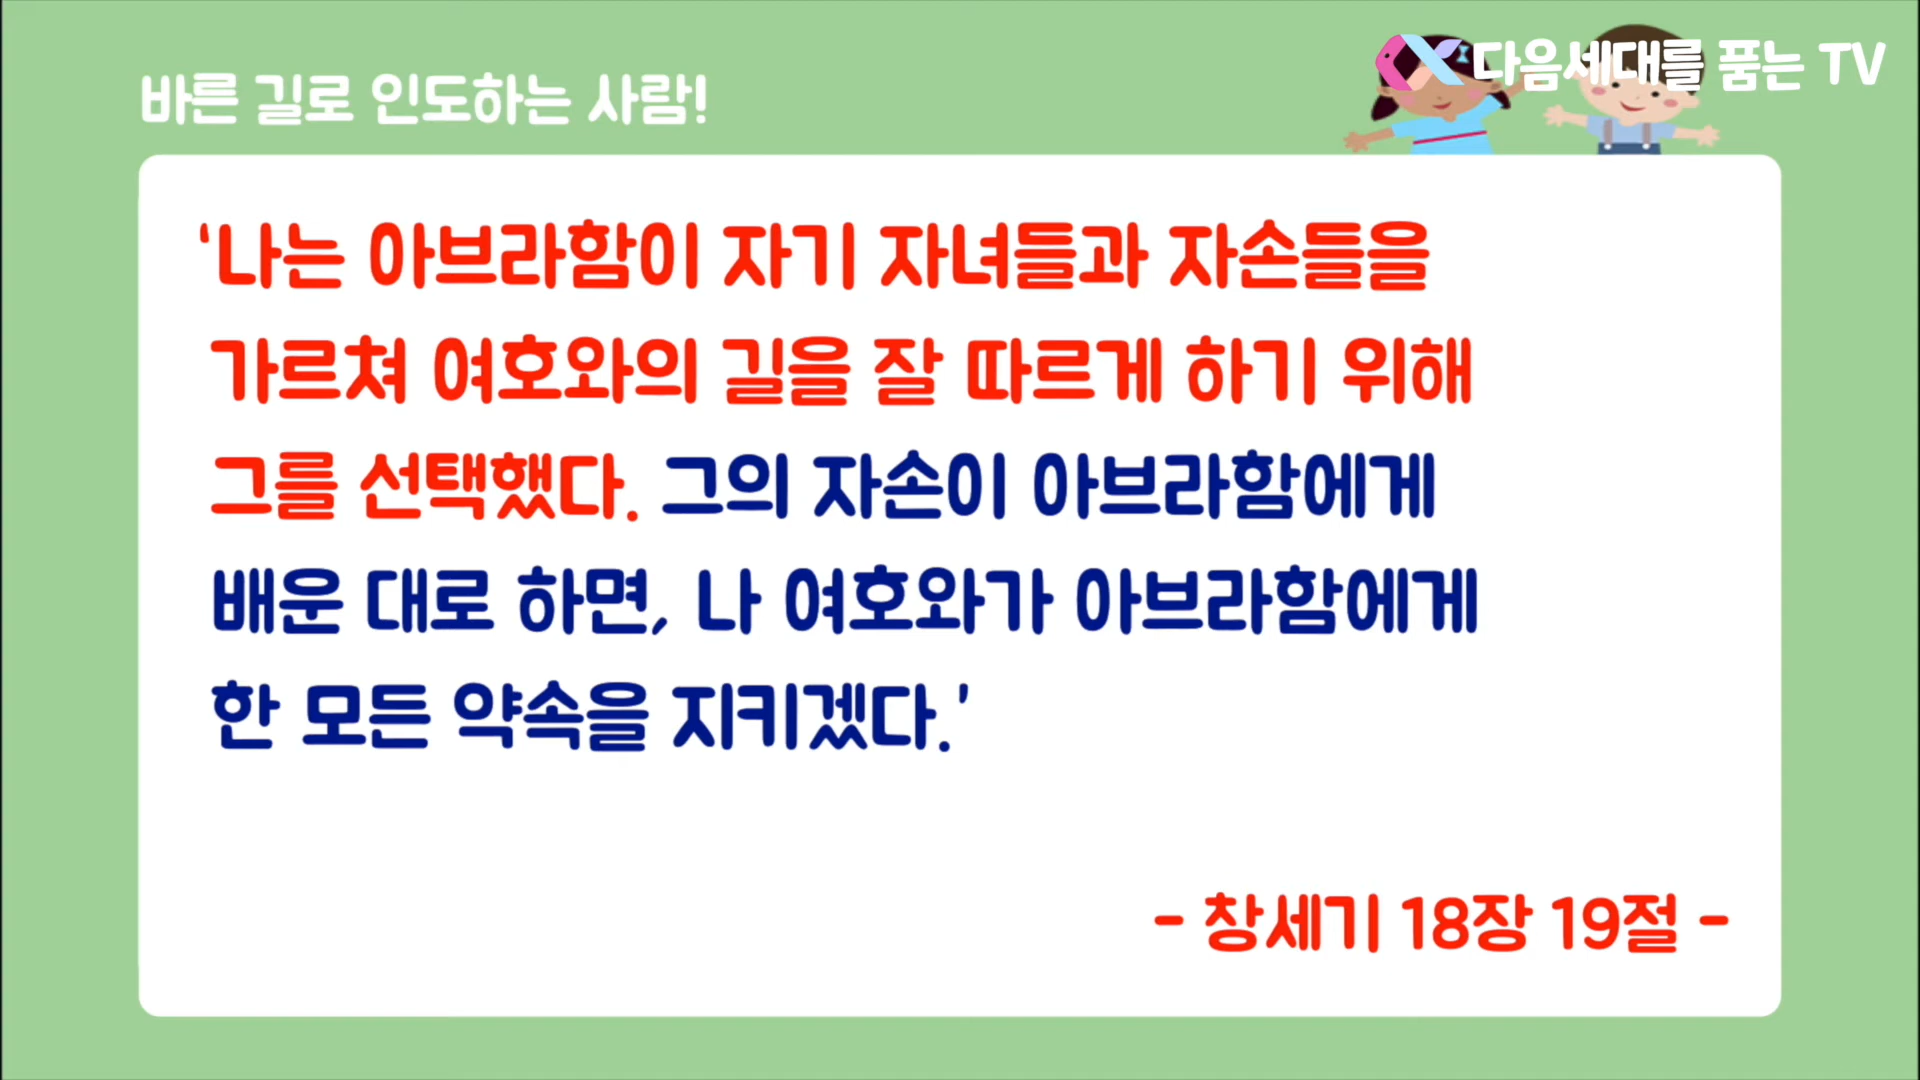 다음세대를 품는 TV
바른 길로 인도하는 사람!
‘나는 아브라함이 자기 자녀들과 자손들을
가르쳐 여호와의 길을 잘 따르게 하기 위해
그를 선택했다. 그의 자손이 아브라함에게
배운 대로 하면, 나 여호와가 아브라함에게
한 모든 약속을 지키겠다.’
- 창세기 18장 19절 -